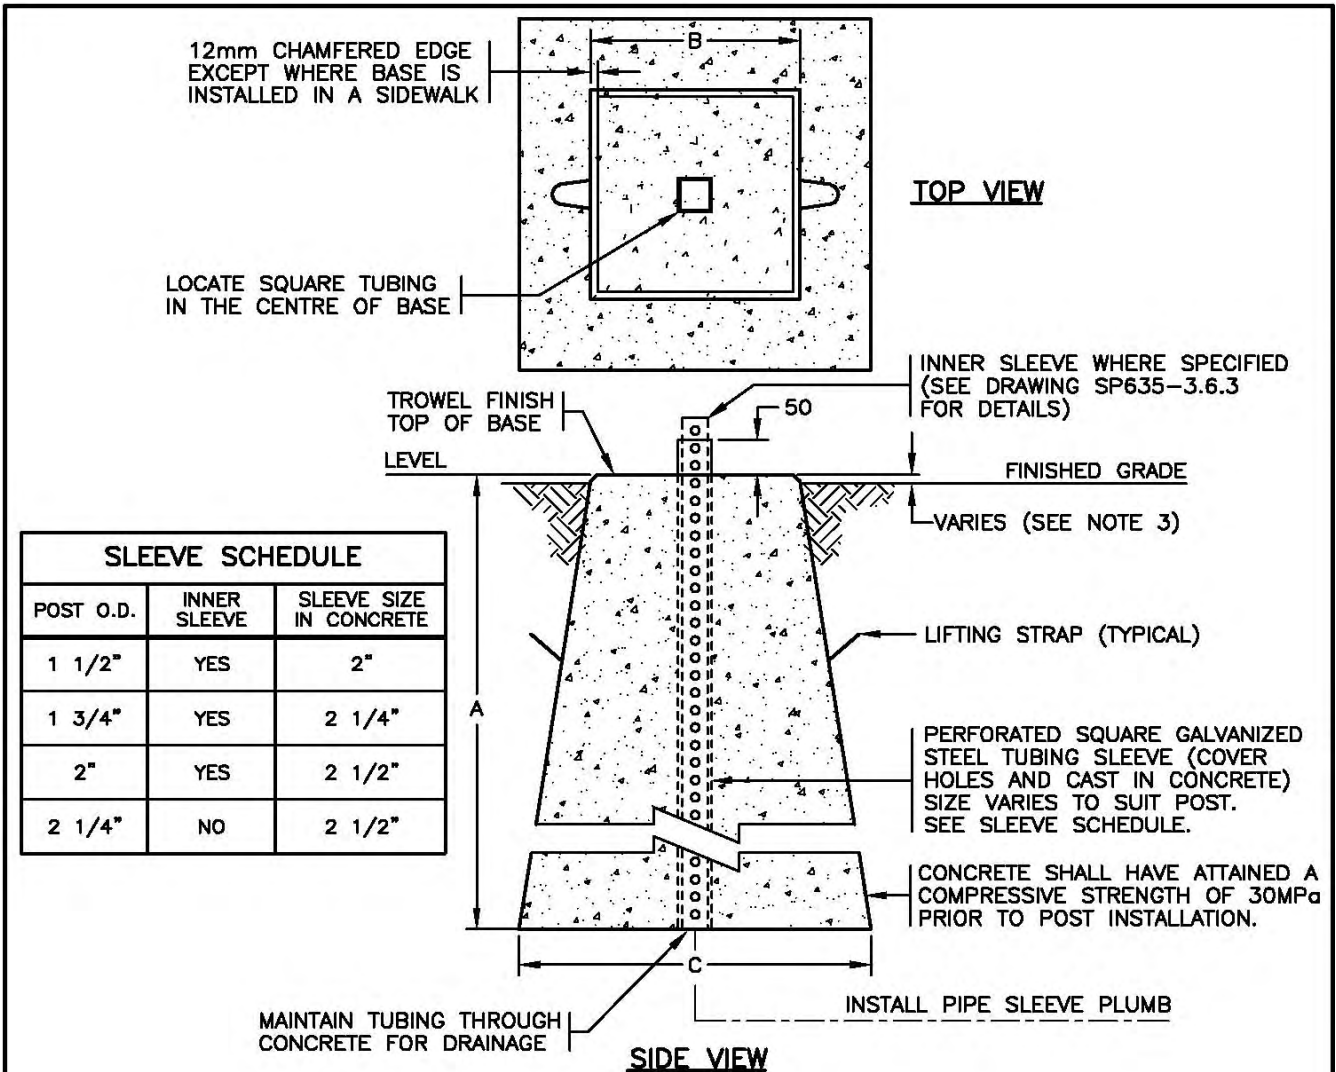 12mm CHAMFERED EDGE
EXCEPT WHERE BASE IS
INSTALLED IN A SIDEWALK
B
TOP VIEW
LOCATE SQUARE TUBING
IN THE CENTRE OF BASE
INNER SLEEVE WHERE SPECIFIED
(SEE DRAWING SP635-3.6.3
FOR DETAILS)
TROWEL FINISH
TOP OF BASE
50
LEVEL
FINISHED GRADE
VARIES (SEE NOTE 3)
SLEEVE SCHEDULE
POST O.D.
INNER
SLEEVE
SLEEVE SIZE
IN CONCRETE
1 1/2" YES 2"
1 3/4" YES 2 1/4"
2" YES 2 1/2"
2 1/4" NO 2 1/2"
LIFTING STRAP (TYPICAL)
A
PERFORATED SQUARE GALVANIZED
STEEL TUBING SLEEVE (COVER
HOLES AND CAST IN CONCRETE)
SIZE VARIES TO SUIT POST.
SEE SLEEVE SCHEDULE.
CONCRETE SHALL HAVE ATTAINED A
COMPRESSIVE STRENGTH OF 30MPa
PRIOR TO POST INSTALLATION.
C
INSTALL PIPE SLEEVE PLUMB
MAINTAIN TUBING THROUGH
CONCRETE FOR DRAINAGE
SIDE VIEW